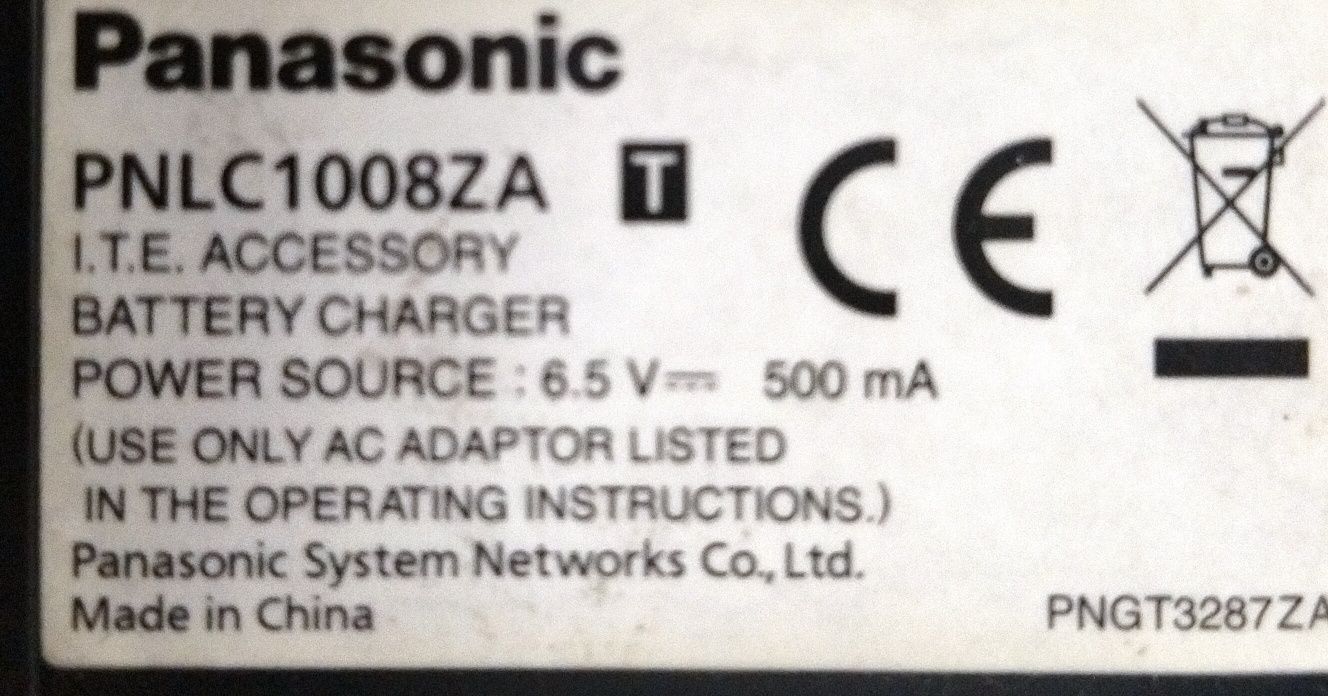 Panasonic
PNLC1008ZA T CE
I.T.E. ACCESSORY
BATTERY CHARGER
POWER SOURCE : 6.5 V⎓ 500 mA
(USE ONLY AC ADAPTOR LISTED
IN THE OPERATING INSTRUCTIONS.)
Panasonic System Networks Co., Ltd.
Made in China
PNGT3287ZA